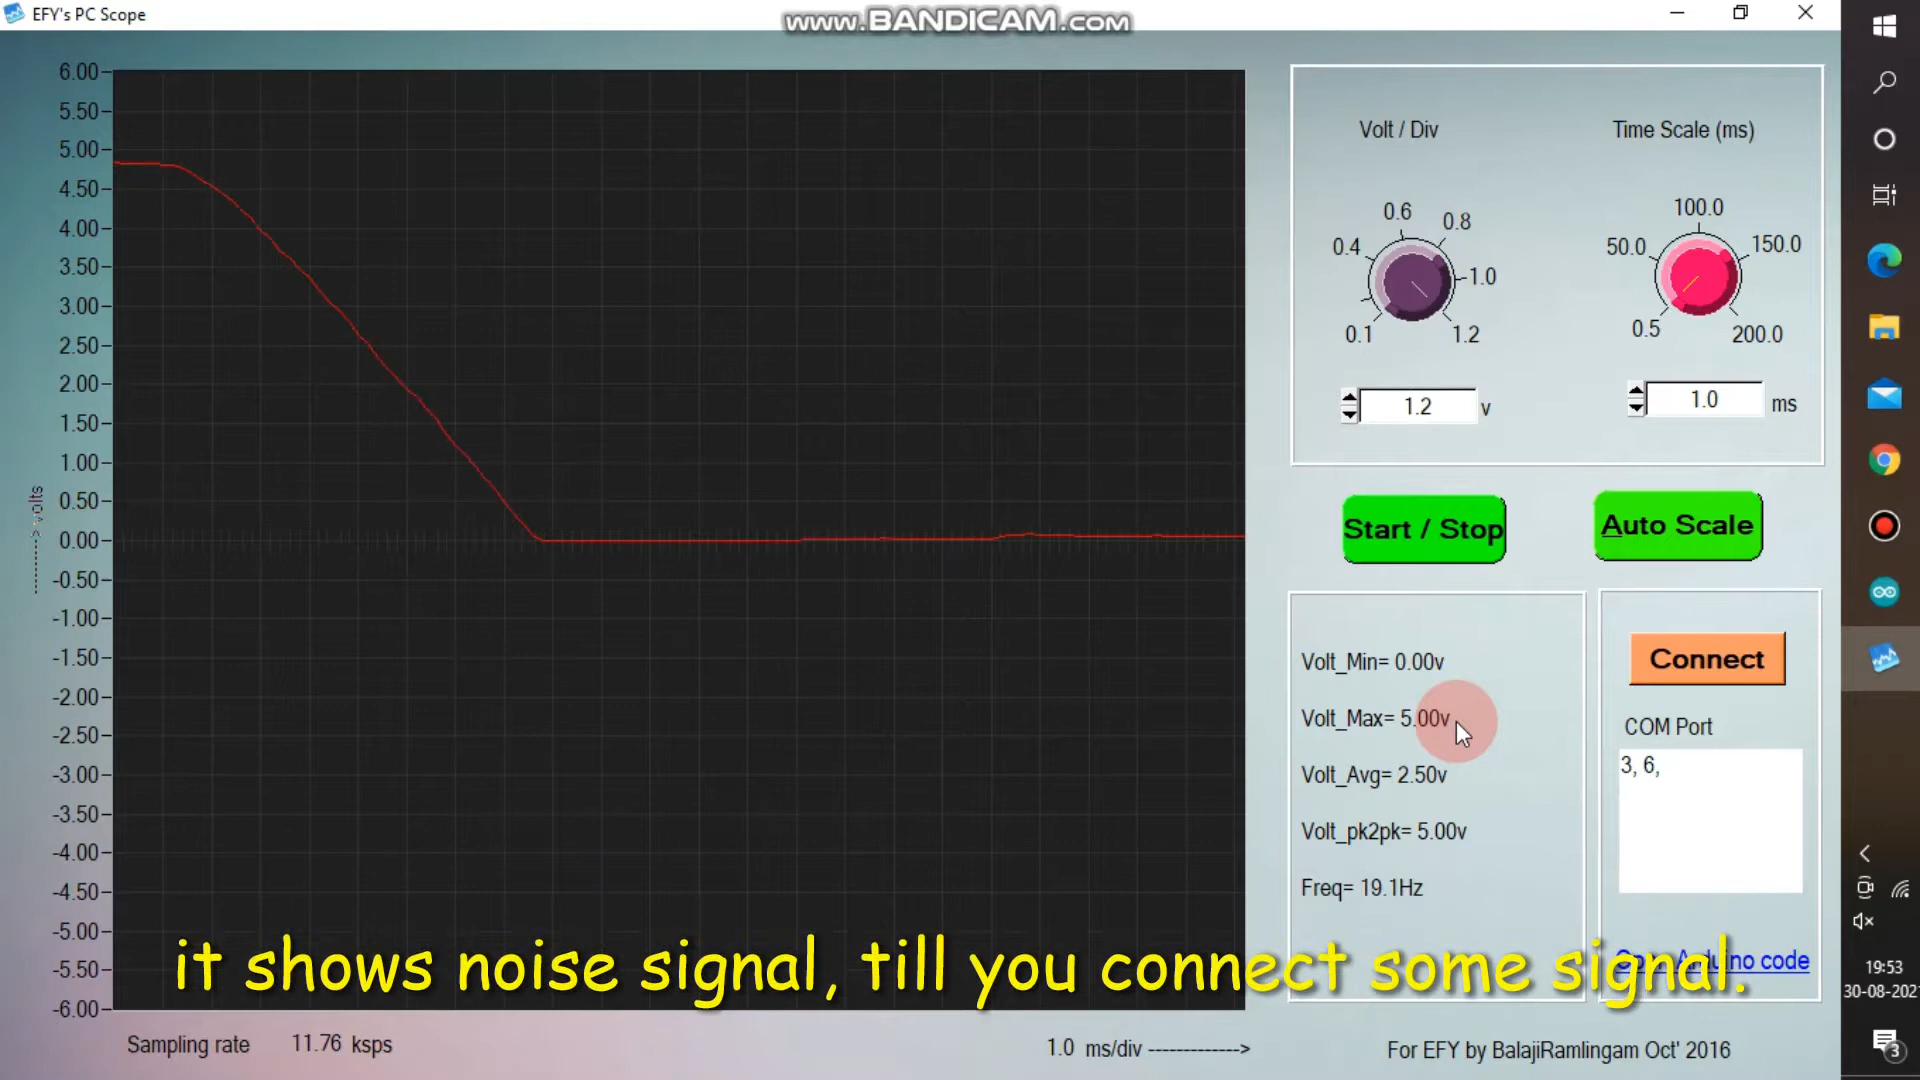 EFY's PC Scope
www.BANDICAM.com
6.00
5.50
5.00
4.50
4.00
3.50
3.00
2.50
2.00
1.50
1.00
0.50
0.00
-0.50
-1.00
-1.50
-2.00
-2.50
-3.00
-3.50
-4.00
-4.50
-5.00
-5.50
-6.00
----------> volts
Volt / Div
0.1
0.4
0.6
0.8
1.0
1.2
1.2 v
Time Scale (ms)
0.5
50.0
100.0
150.0
200.0
1.0 ms
Start / Stop
Auto Scale
Volt_Min= 0.00v
Volt_Max= 5.00v
Volt_Avg= 2.50v
Volt_pk2pk= 5.00v
Freq= 19.1Hz
Connect
COM Port
3, 6,
Open Arduino code
it shows noise signal, till you connect some signal.
Sampling rate 11.76 ksps
1.0 ms/div ------------->
For EFY by BalajiRamlingam Oct' 2016
19:53
30-08-202
3